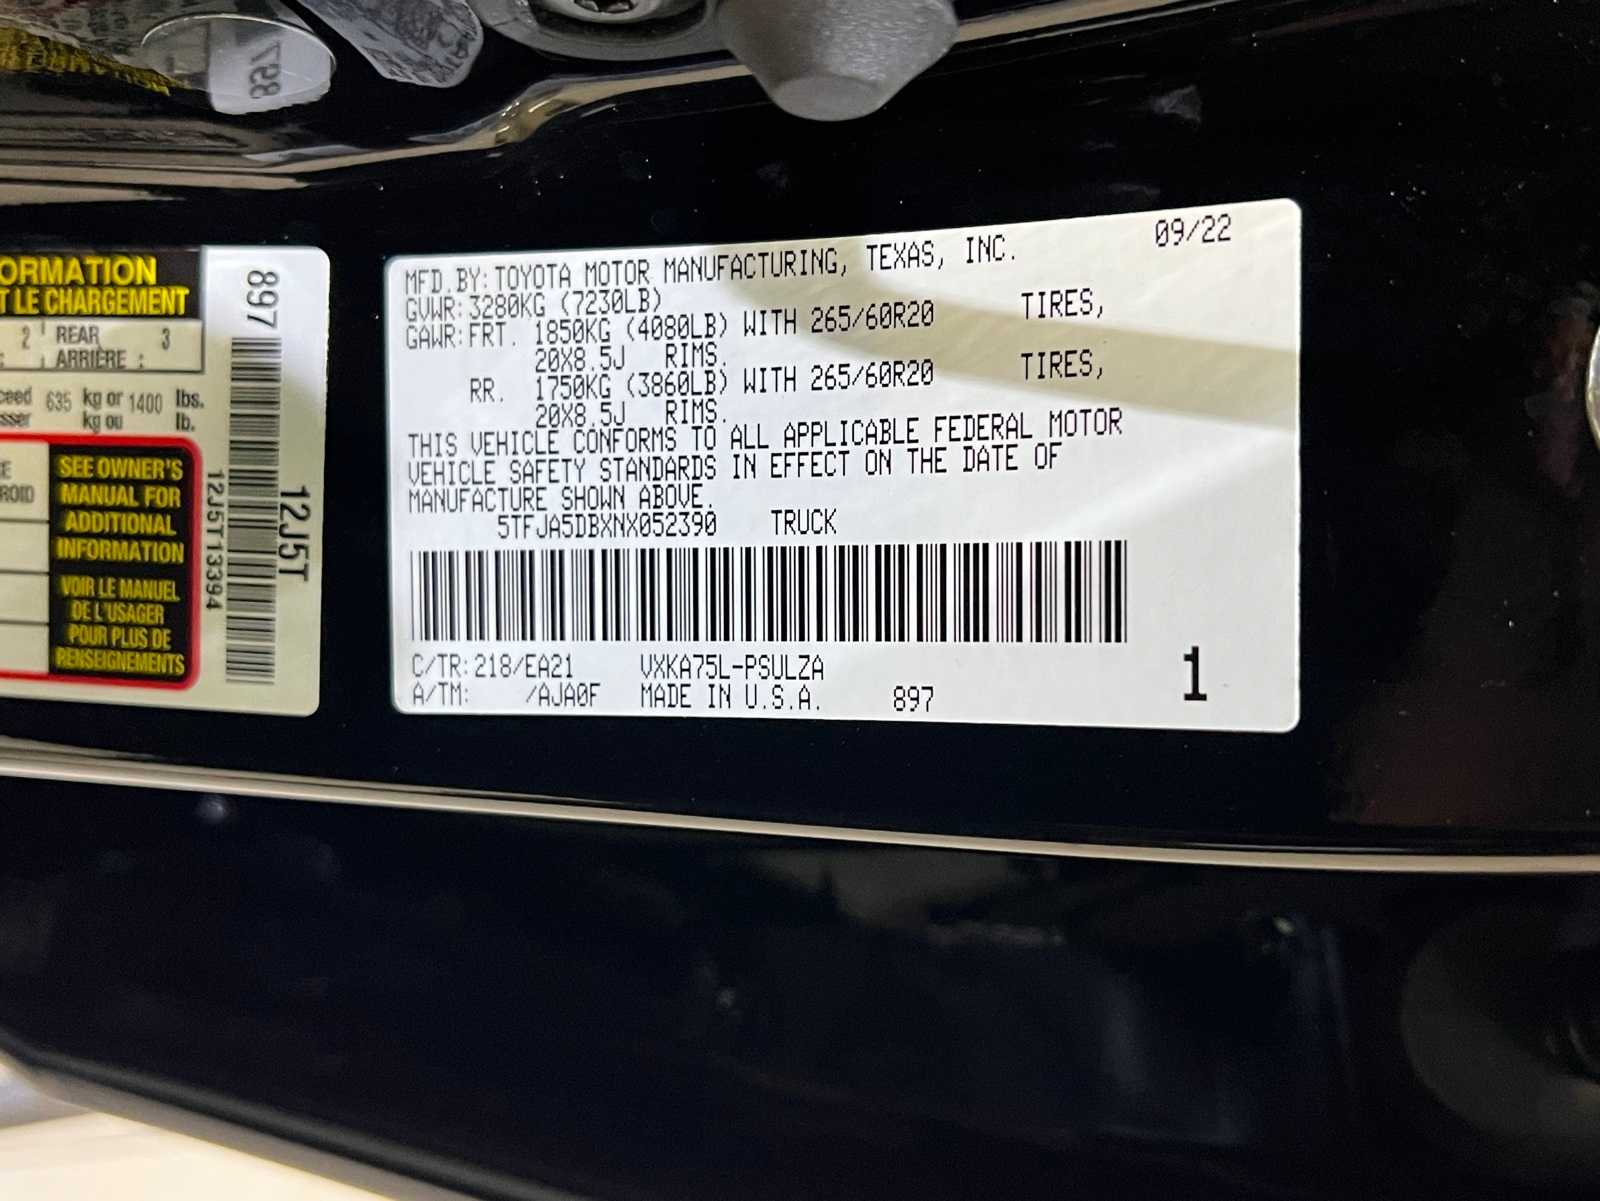 897
ORMATION
T LE CHARGEMENT
2 REAR 3
ARRIÈRE :
ceed 635 kg or 1400 lbs.
sser kg ou lb.
SEE OWNER'S
MANUAL FOR
ADDITIONAL
INFORMATION
VOIR LE MANUEL
DE L'USAGER
POUR PLUS DE
RENSEIGNEMENTS
ROID
897
12J5T13394
12J5T
MFD.BY: TOYOTA MOTOR MANUFACTURING, TEXAS, INC. 09/22
GVWR: 3280KG (7230LB)
GAWR: FRT. 1850KG (4080LB) WITH 265/60R20 TIRES,
20X8.5J RIMS.
RR. 1750KG (3860LB) WITH 265/60R20 TIRES,
20X8.5J RIMS.
THIS VEHICLE CONFORMS TO ALL APPLICABLE FEDERAL MOTOR
VEHICLE SAFETY STANDARDS IN EFFECT ON THE DATE OF
MANUFACTURE SHOWN ABOVE.
5TFJA5DBXNX052390 TRUCK
C/TR: 218/EA21 VXKA75L-PSULZA
A/TM: /AJA0F MADE IN U.S.A. 897
1